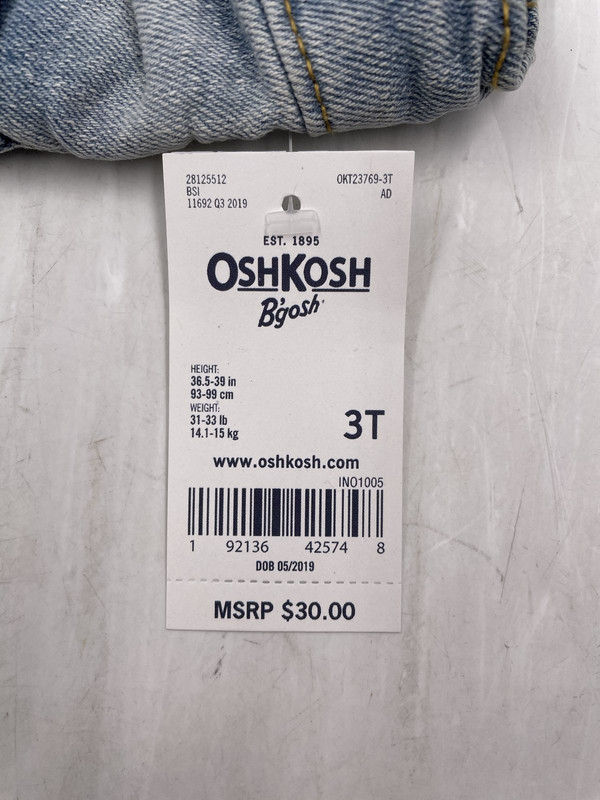 28125512
BSI
11692 Q3 2019
OKT23769-3T
AD
EST. 1895
OSHKOSH
B'gosh
HEIGHT:
36.5-39 in
93-99 cm
WEIGHT:
31-33 lb
14.1-15 kg
3T
www.oshkosh.com
INO1005
1 92136 42574 8
DOB 05/2019
MSRP $30.00